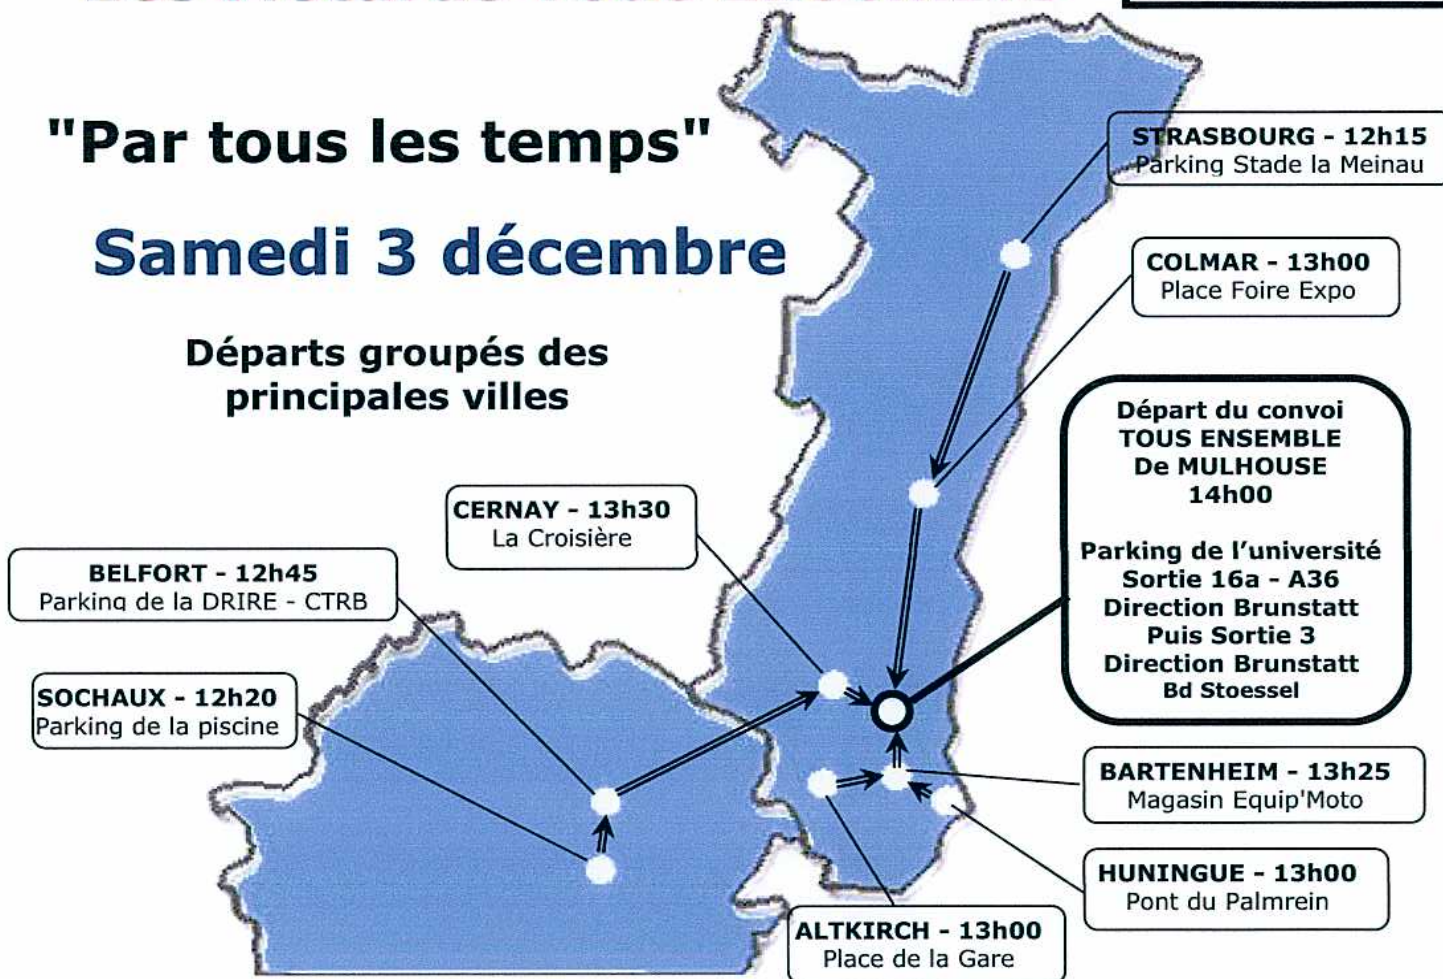 "Par tous les temps"
Samedi 3 décembre
Départs groupés des
principales villes
STRASBOURG - 12h15
Parking Stade la Meinau
COLMAR - 13h00
Place Foire Expo
Départ du convoi
TOUS ENSEMBLE
De MULHOUSE
14h00
Parking de l'université
Sortie 16a - A36
Direction Brunstatt
Puis Sortie 3
Direction Brunstatt
Bd Stoessel
CERNAY - 13h30
La Croisière
BELFORT - 12h45
Parking de la DRIRE - CTRB
SOCHAUX - 12h20
Parking de la piscine
BARTENHEIM - 13h25
Magasin Equip'Moto
HUNINGUE - 13h00
Pont du Palmrein
ALTKIRCH - 13h00
Place de la Gare